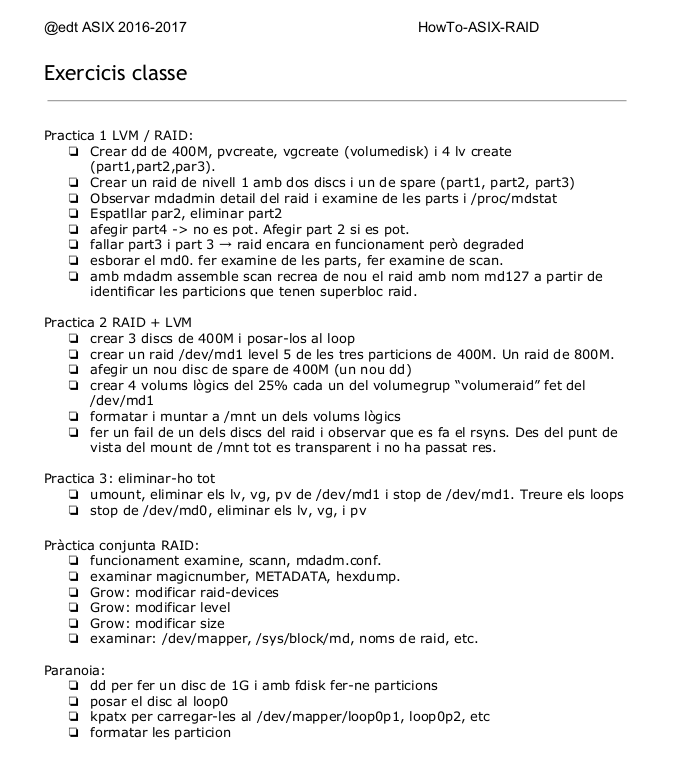 @edt ASIX 2016-2017 HowTo-ASIX-RAID
Exercicis classe
Practica 1 LVM / RAID:
❏ Crear dd de 400M, pvcreate, vgcreate (volumedisk) i 4 lv create
(part1,part2,par3).
❏ Crear un raid de nivell 1 amb dos discs i un de spare (part1, part2, part3)
❏ Observar mdadmin detail del raid i examine de les parts i /proc/mdstat
❏ Espatllar par2, eliminar part2
❏ afegir part4 -> no es pot. Afegir part 2 si es pot.
❏ fallar part3 i part 3 → raid encara en funcionament però degraded
❏ esborar el md0. fer examine de les parts, fer examine de scan.
❏ amb mdadm assemble scan recrea de nou el raid amb nom md127 a partir de
identificar les particions que tenen superbloc raid.
Practica 2 RAID + LVM
❏ crear 3 discs de 400M i posar-los al loop
❏ crear un raid /dev/md1 level 5 de les tres particions de 400M. Un raid de 800M.
❏ afegir un nou disc de spare de 400M (un nou dd)
❏ crear 4 volums lògics del 25% cada un del volumegrup “volumeraid” fet del
/dev/md1
❏ formatar i muntar a /mnt un dels volums lògics
❏ fer un fail de un dels discs del raid i observar que es fa el rsyns. Des del punt de
vista del mount de /mnt tot es transparent i no ha passat res.
Practica 3: eliminar-ho tot
❏ umount, eliminar els lv, vg, pv de /dev/md1 i stop de /dev/md1. Treure els loops
❏ stop de /dev/md0, eliminar els lv, vg, i pv
Pràctica conjunta RAID:
❏ funcionament examine, scann, mdadm.conf.
❏ examinar magicnumber, METADATA, hexdump.
❏ Grow: modificar raid-devices
❏ Grow: modificar level
❏ Grow: modificar size
❏ examinar: /dev/mapper, /sys/block/md, noms de raid, etc.
Paranoia:
❏ dd per fer un disc de 1G i amb fdisk fer-ne particions
❏ posar el disc al loop0
❏ kpatx per carregar-les al /dev/mapper/loop0p1, loop0p2, etc
❏ formatar les particion